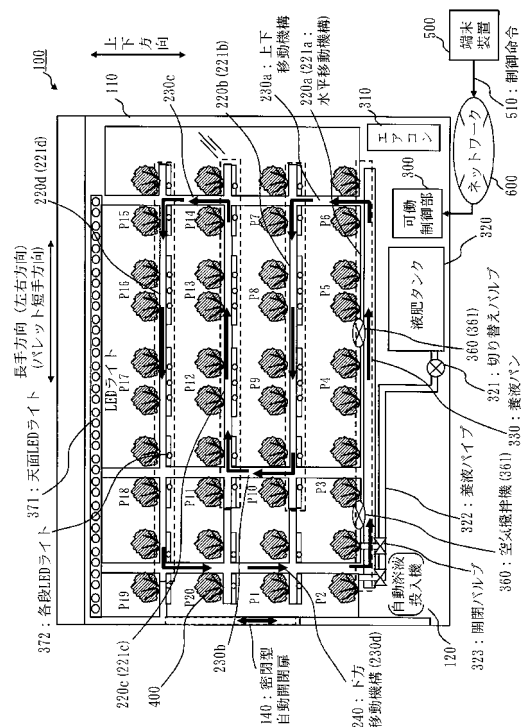 100
上下方向
長手方向（左右方向）
（パレット短手方向）
371：天面LEDライト
372：各段LEDライト
LEDライト
110
220d (221d)
230c
220b (221b)
230a：上下
移動機構
220a (221a：
水平移動機構)
220c (221c)
400
230b
140：密閉型
自動開閉扉
240：下方
移動機構 (230d)
P19
P18
P17
P16
P15
P20
P11
P12
P13
P14
P1
P10
P9
P8
P7
P2
P3
P4
P5
P6
310
エアコン
300
可働
制御部
320
液肥タンク
自動溶液
投入機
120
323：開閉バルブ
360：空気攪拌機 (361)
322：養液パイプ
330：養液パン
360 (361)
321：切り替えバルブ
600
ネットワーク
510：制御命令
500
端末
装置